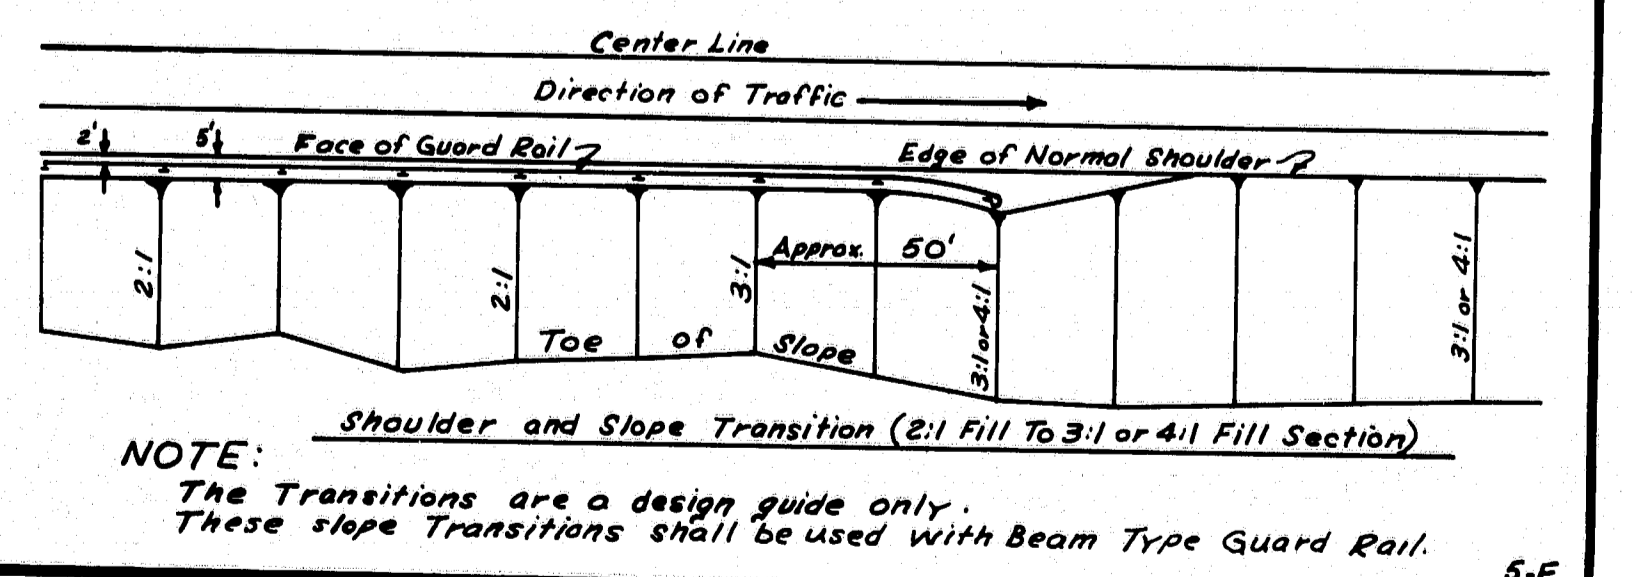 Center Line
Direction of Traffic
2'
5'
Face of Guard Rail
Edge of Normal Shoulder
2:1
2:1
3:1
Approx. 50'
3:1 or 4:1
3:1 or 4:1
Toe of Slope
Shoulder and Slope Transition (2:1 Fill To 3:1 or 4:1 Fill Section)
NOTE:
The Transitions are a design guide only.
These slope Transitions shall be used with Beam Type Guard Rail.